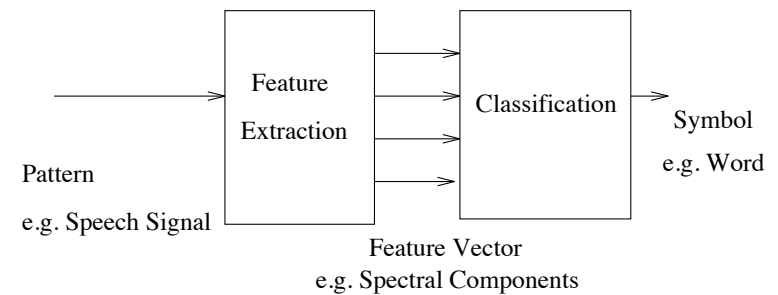 Feature
Extraction
Classification
Symbol
e.g. Word
Pattern
e.g. Speech Signal
Feature Vector
e.g. Spectral Components